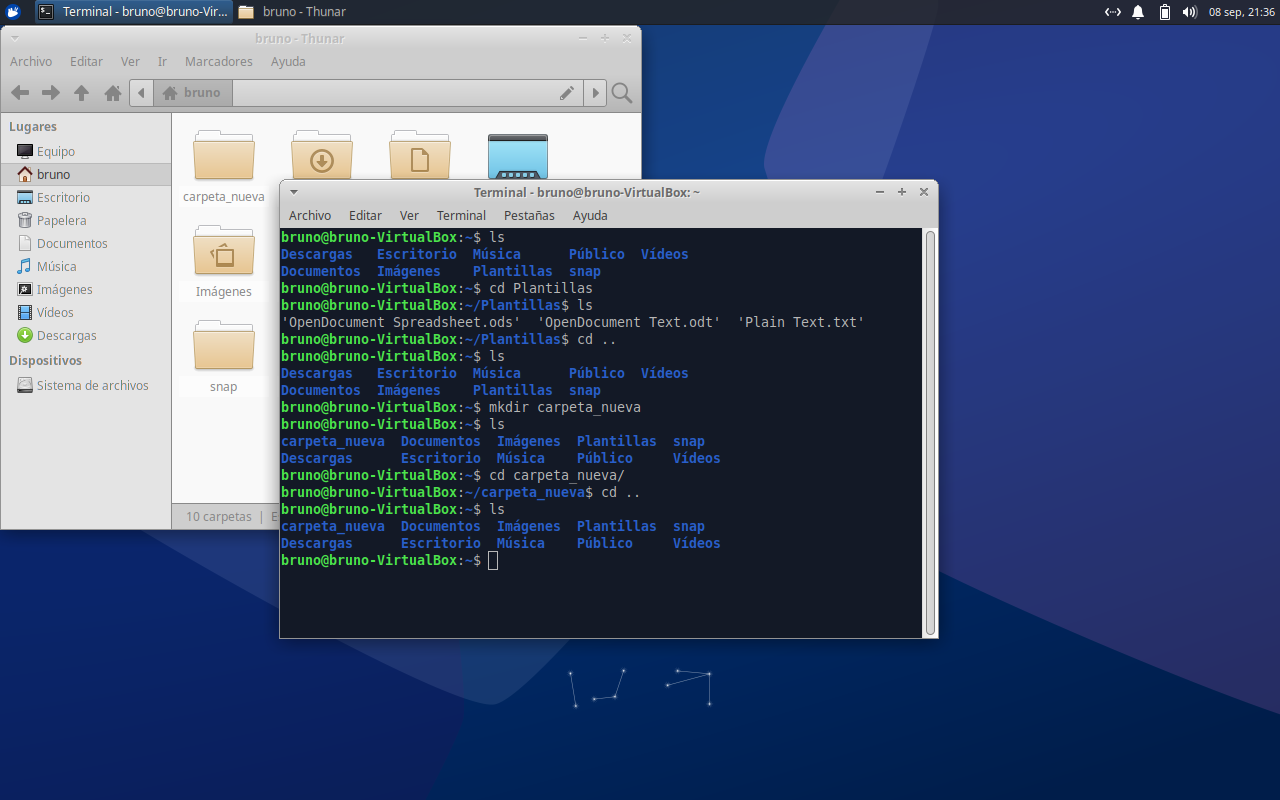 Terminal - bruno@bruno-Vir...
bruno - Thunar
08 sep, 21:36
bruno - Thunar
Archivo Editar Ver Ir Marcadores Ayuda
bruno
Lugares
Equipo
bruno
Escritorio
Papelera
Documentos
Música
Imágenes
Vídeos
Descargas
Dispositivos
Sistema de archivos
carpeta_nueva
Imágenes
snap
10 carpetas | E
Terminal - bruno@bruno-VirtualBox: ~
Archivo Editar Ver Terminal Pestañas Ayuda
bruno@bruno-VirtualBox:~$ ls
Descargas Escritorio Música Público Vídeos
Documentos Imágenes Plantillas snap
bruno@bruno-VirtualBox:~$ cd Plantillas
bruno@bruno-VirtualBox:~/Plantillas$ ls
'OpenDocument Spreadsheet.ods' 'OpenDocument Text.odt' 'Plain Text.txt'
bruno@bruno-VirtualBox:~/Plantillas$ cd ..
bruno@bruno-VirtualBox:~$ ls
Descargas Escritorio Música Público Vídeos
Documentos Imágenes Plantillas snap
bruno@bruno-VirtualBox:~$ mkdir carpeta_nueva
bruno@bruno-VirtualBox:~$ ls
carpeta_nueva Documentos Imágenes Plantillas snap
Descargas Escritorio Música Público Vídeos
bruno@bruno-VirtualBox:~$ cd carpeta_nueva/
bruno@bruno-VirtualBox:~/carpeta_nueva$ cd ..
bruno@bruno-VirtualBox:~$ ls
carpeta_nueva Documentos Imágenes Plantillas snap
Descargas Escritorio Música Público Vídeos
bruno@bruno-VirtualBox:~$